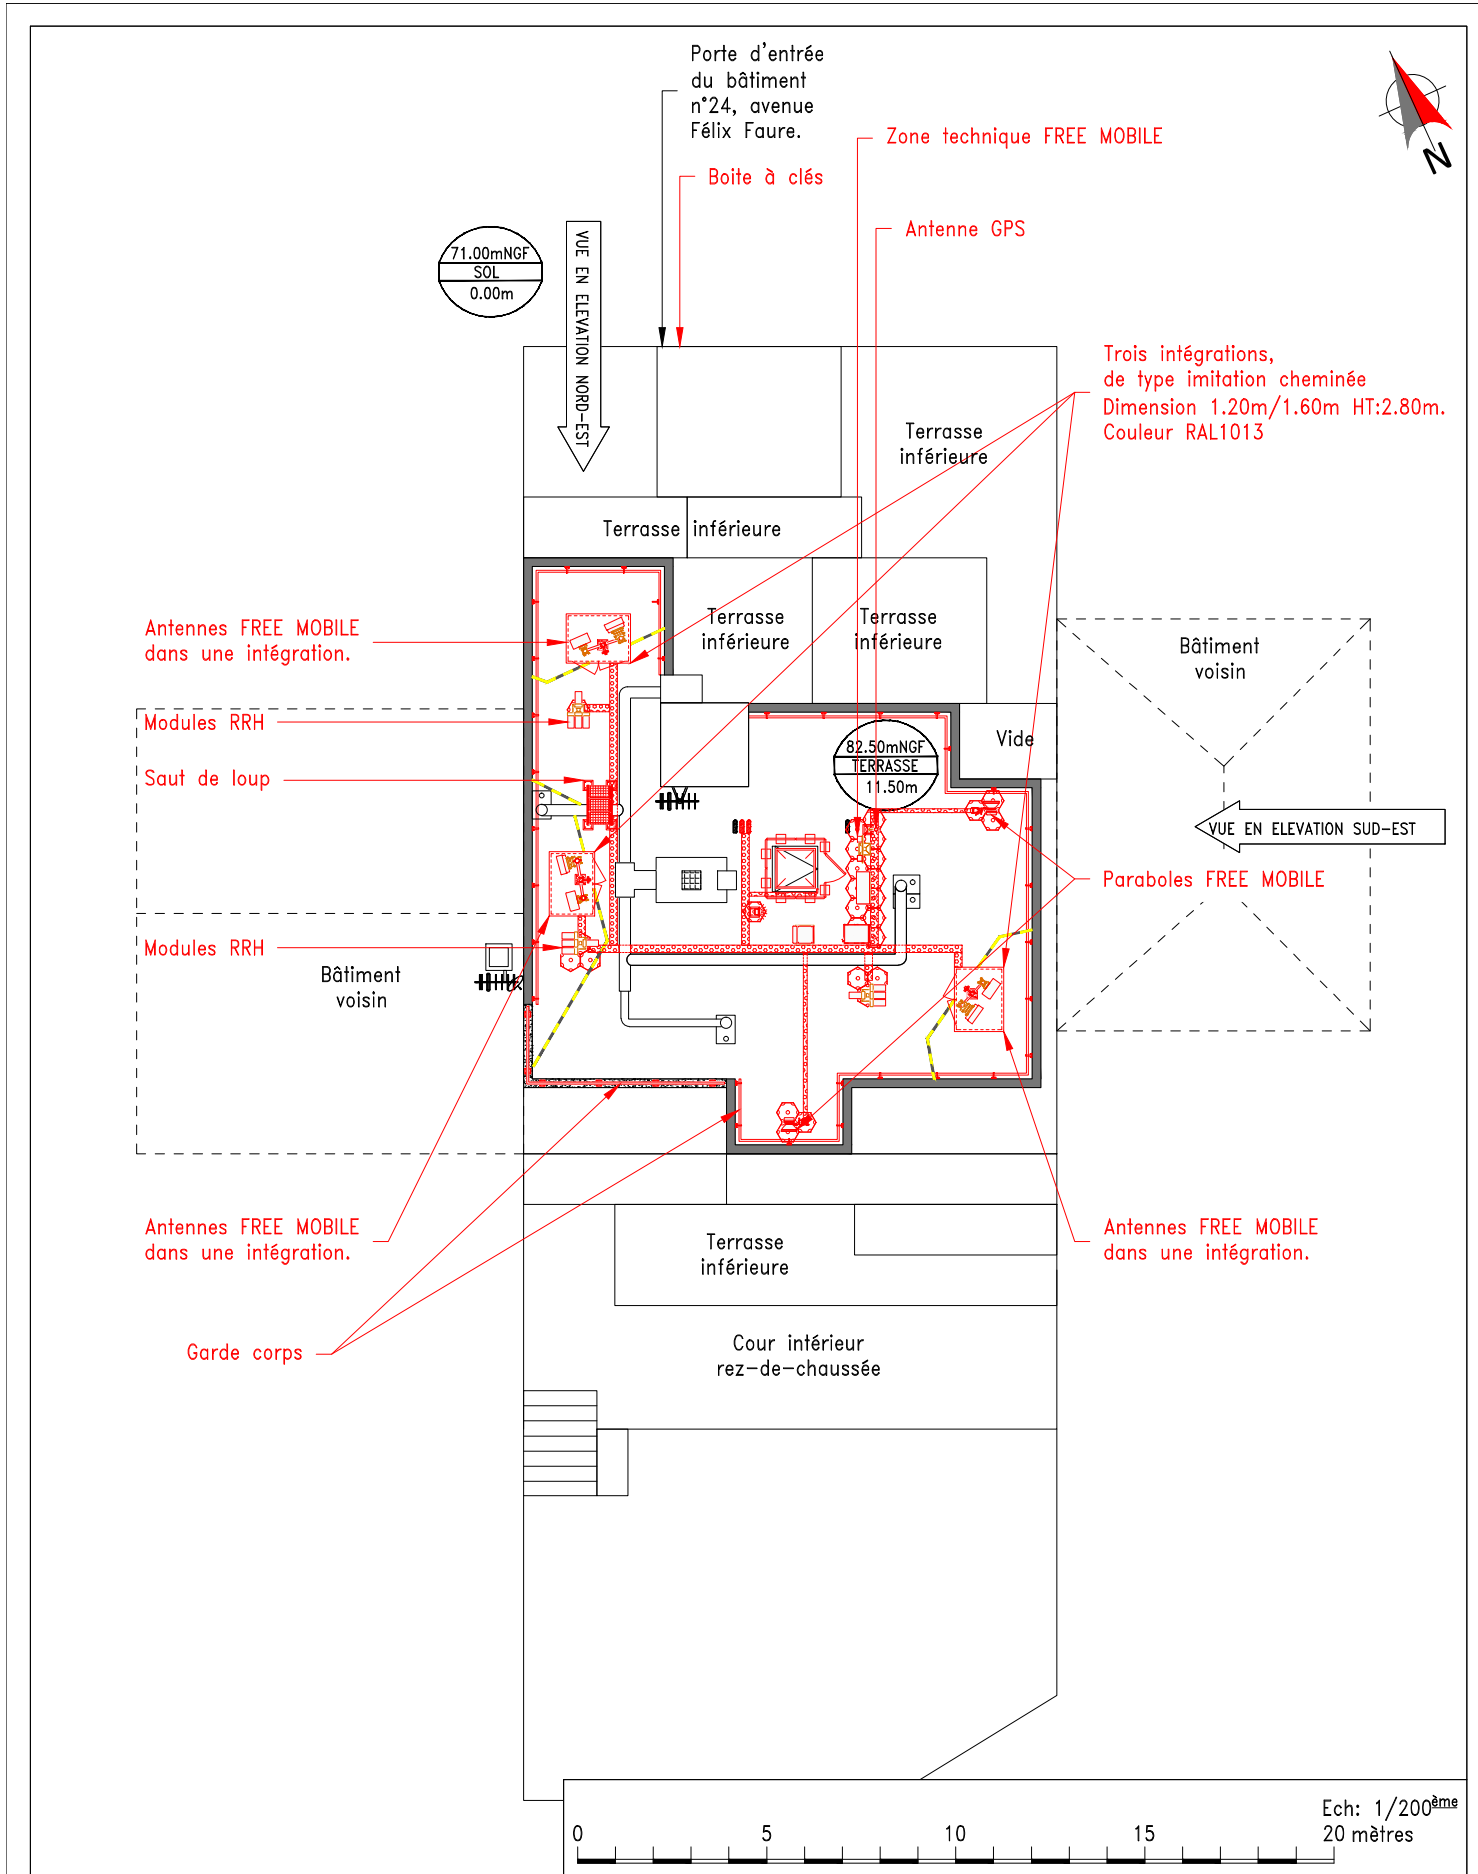 Porte d'entrée
du bâtiment
n°24, avenue
Félix Faure.
Zone technique FREE MOBILE
N
Boite à clés
Antenne GPS
71.00mNGF
SOL
0.00m
VUE EN ELEVATION NORD-EST
Trois intégrations,
de type imitation cheminée
Dimension 1.20m/1.60m HT:2.80m.
Couleur RAL1013
Terrasse
inférieure
Terrasse inférieure
Antennes FREE MOBILE
dans une intégration.
Terrasse
inférieure
Terrasse
inférieure
Bâtiment
voisin
Modules RRH
Vide
82.50mNGF
TERRASSE
11.50m
Saut de loup
VUE EN ELEVATION SUD-EST
Paraboles FREE MOBILE
Modules RRH
Bâtiment
voisin
Antennes FREE MOBILE
dans une intégration.
Terrasse
inférieure
Antennes FREE MOBILE
dans une intégration.
Garde corps
Cour intérieur
rez-de-chaussée
Ech: 1/200ème
0 5 10 15 20 mètres